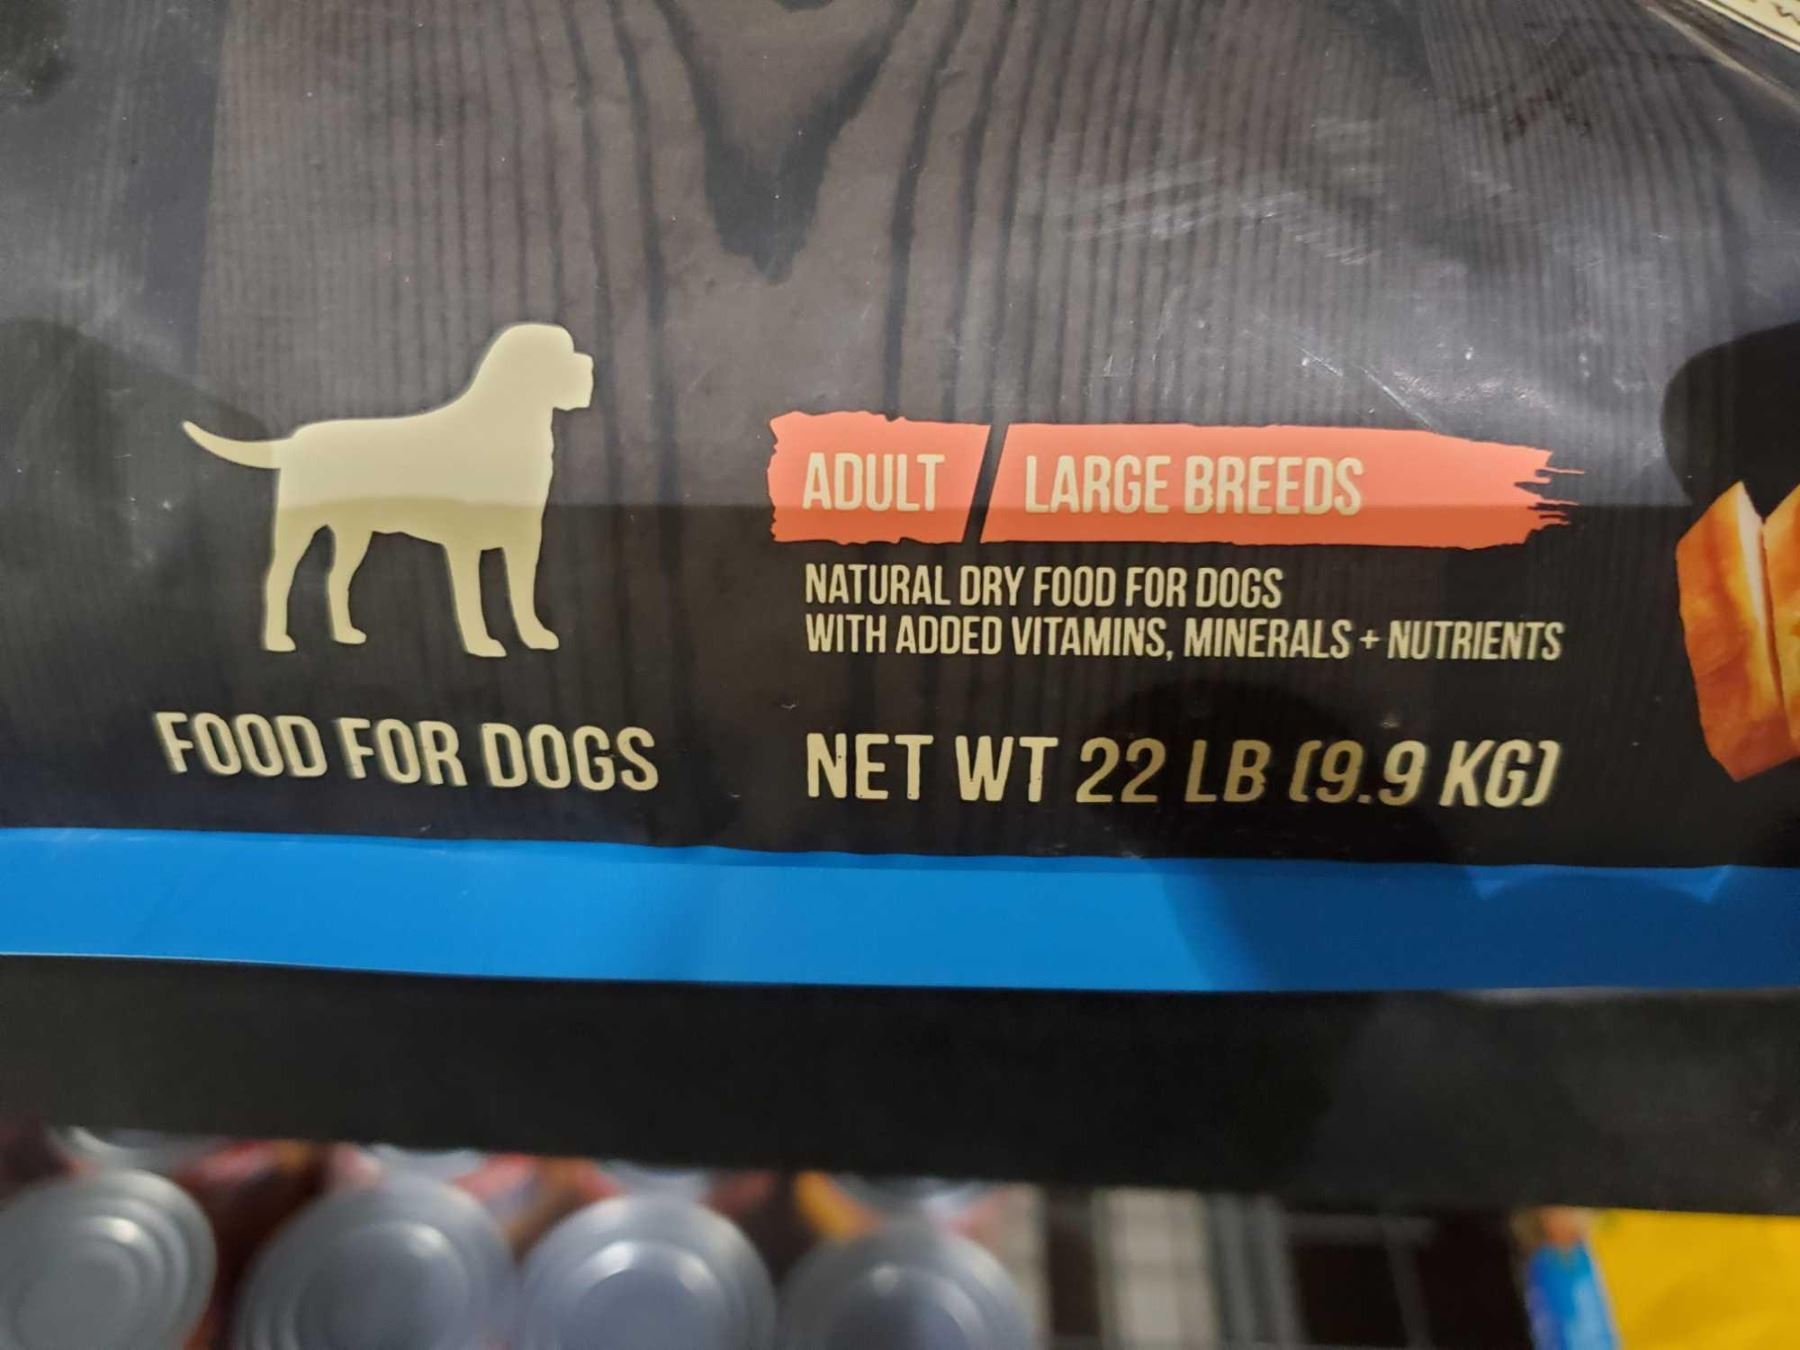 ADULT / LARGE BREEDS
NATURAL DRY FOOD FOR DOGS
WITH ADDED VITAMINS, MINERALS + NUTRIENTS
FOOD FOR DOGS
NET WT 22 LB (9.9 KG)